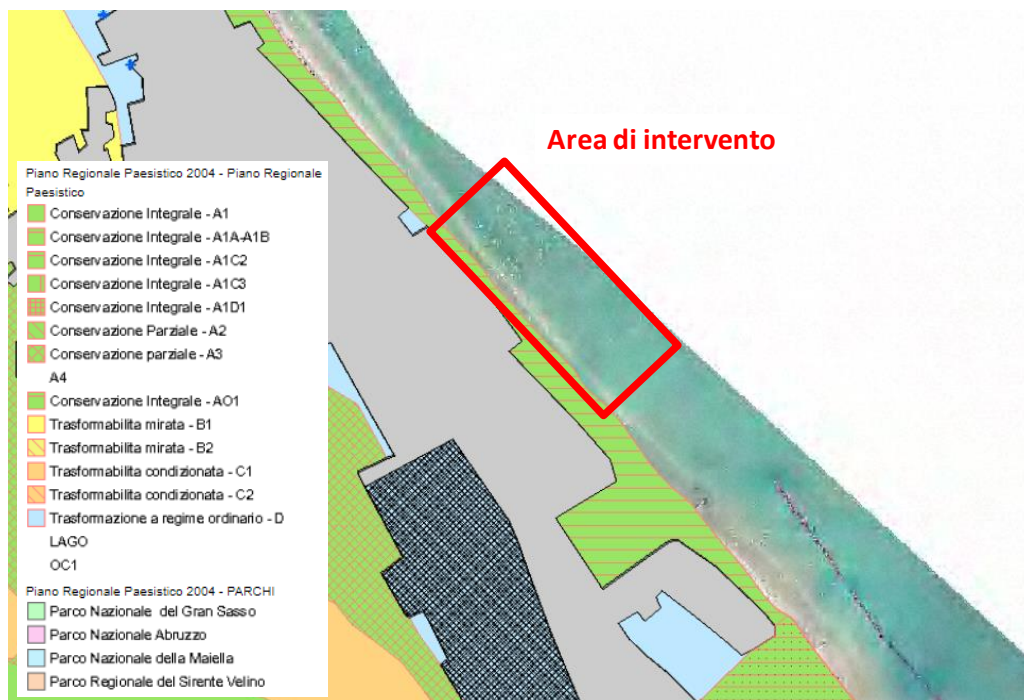 Area di intervento
Piano Regionale Paesistico 2004 - Piano Regionale
Paesistico
Conservazione Integrale - A1
Conservazione Integrale - A1A-A1B
Conservazione Integrale - A1C2
Conservazione Integrale - A1C3
Conservazione Integrale - A1D1
Conservazione Parziale - A2
Conservazione parziale - A3
A4
Conservazione Integrale - AO1
Trasformabilita mirata - B1
Trasformabilita mirata - B2
Trasformabilita condizionata - C1
Trasformabilita condizionata - C2
Trasformazione a regime ordinario - D
LAGO
OC1
Piano Regionale Paesistico 2004 - PARCHI
Parco Nazionale del Gran Sasso
Parco Nazionale Abruzzo
Parco Nazionale della Maiella
Parco Regionale del Sirente Velino